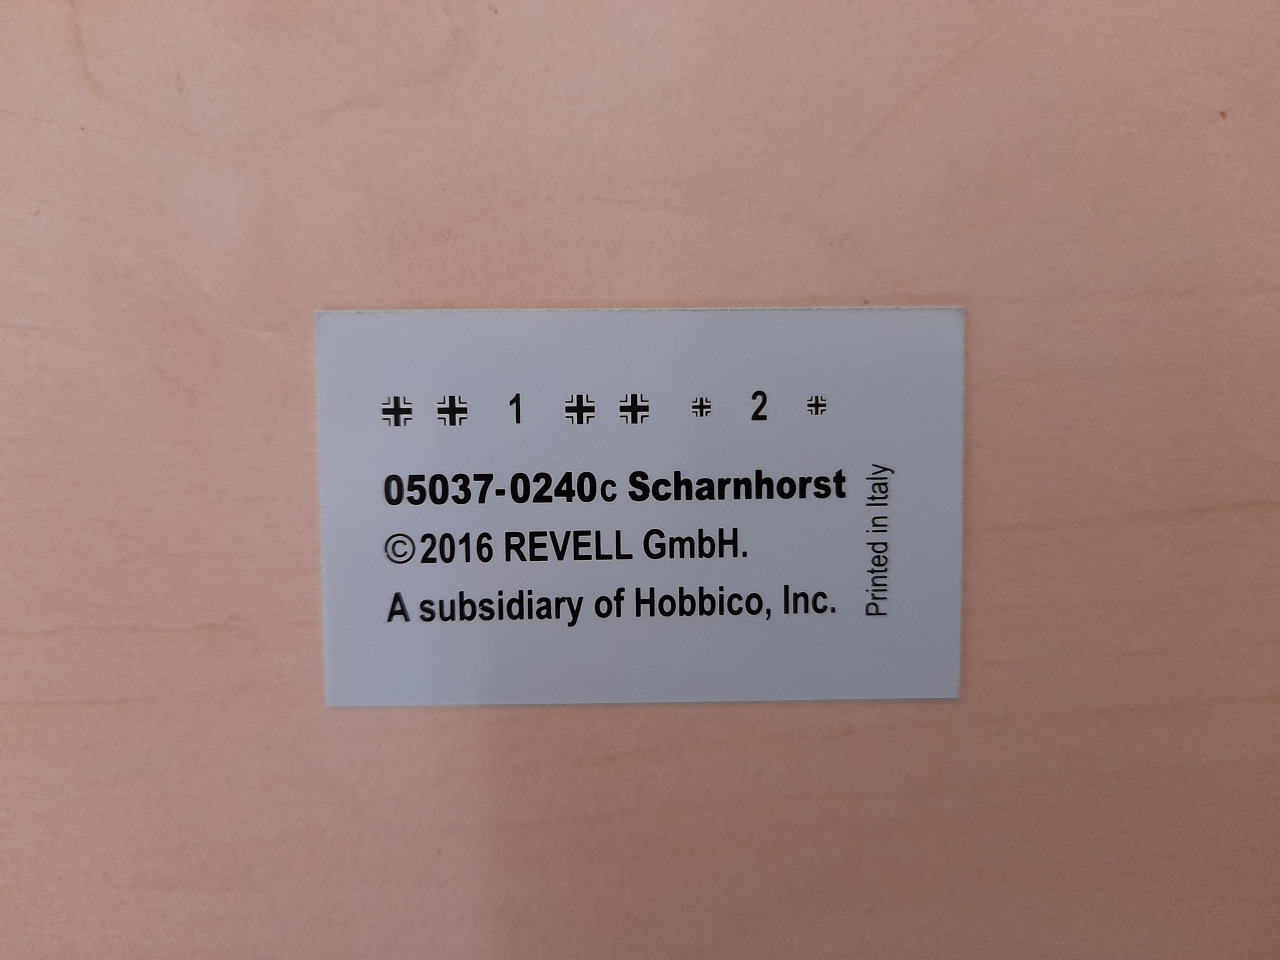 1 2
05037-0240c Scharnhorst
©2016 REVELL GmbH.
A subsidiary of Hobbico, Inc.
Printed in Italy